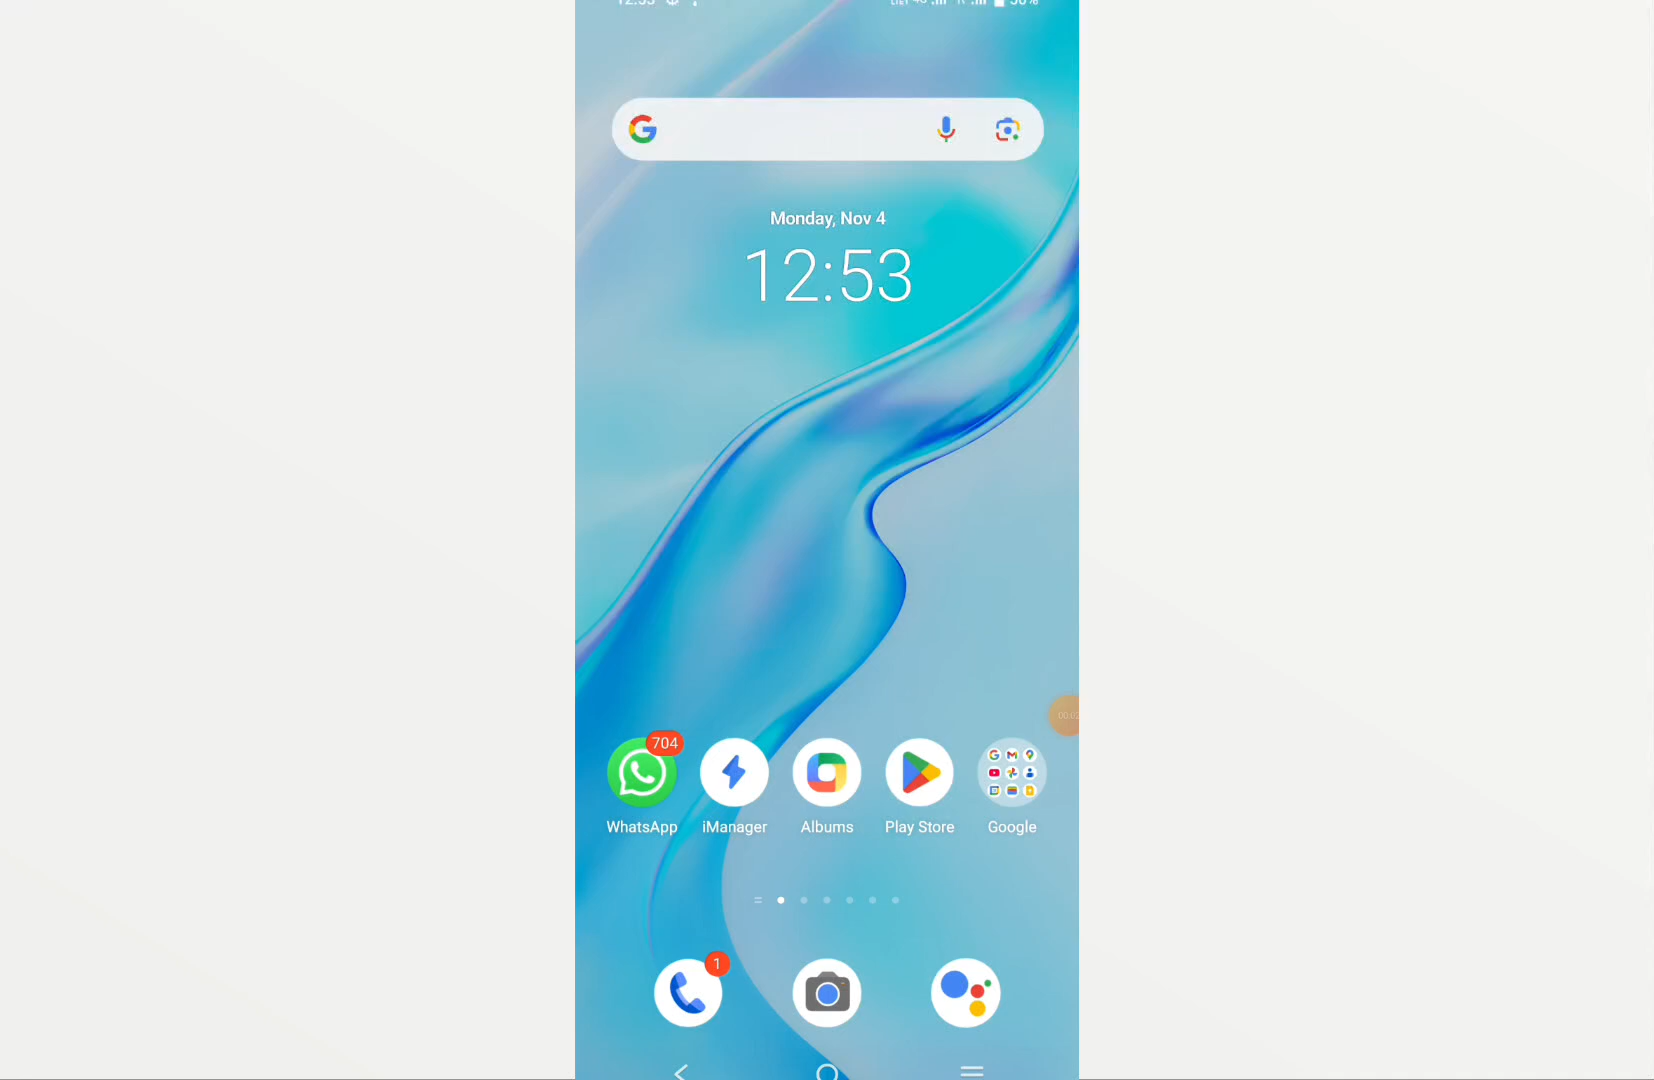 Monday, Nov 4
12:53
704
WhatsApp
iManager
Albums
Play Store
Google
1